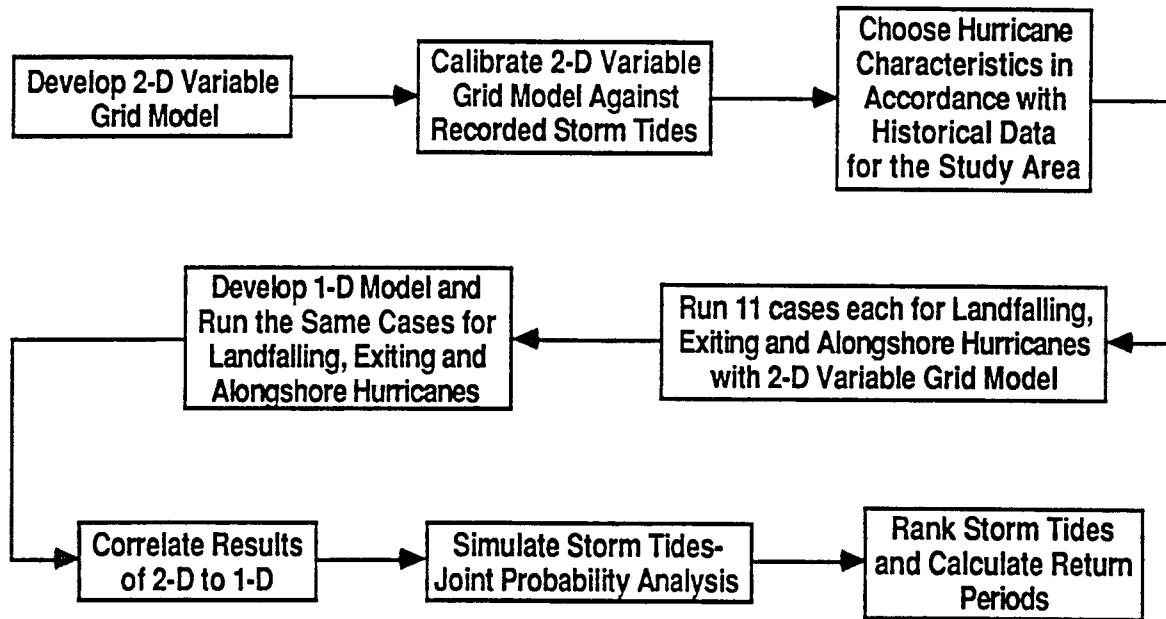 Develop 2-D Variable
Grid Model
Calibrate 2-D Variable
Grid Model Against
Recorded Storm Tides
Choose Hurricane
Characteristics in
Accordance with
Historical Data
for the Study Area
Run 11 cases each for Landfalling,
Exiting and Alongshore Hurricanes
with 2-D Variable Grid Model
Develop 1-D Model and
Run the Same Cases for
Landfalling, Exiting and
Alongshore Hurricanes
Correlate Results
of 2-D to 1-D
Simulate Storm Tides-
Joint Probability Analysis
Rank Storm Tides
and Calculate Return
Periods